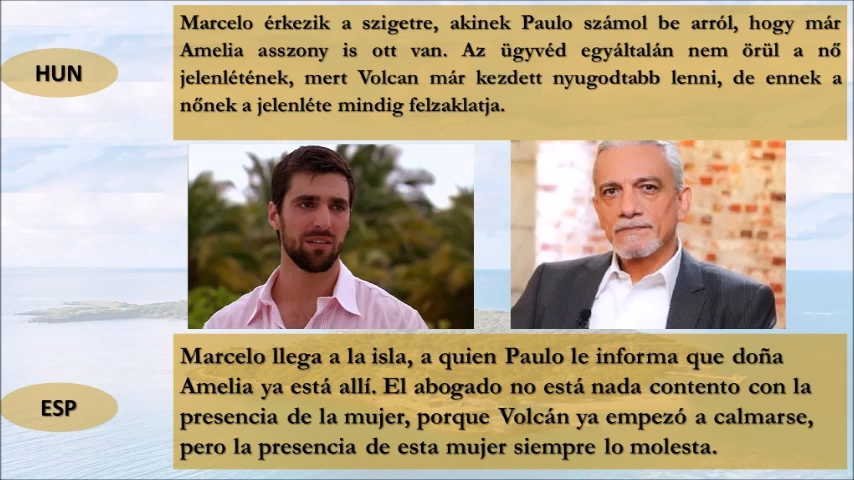 HUN
Marcelo érkezik a szigetre, akinek Paulo számol be arról, hogy már
Amelia asszony is ott van. Az ügyvéd egyáltalán nem örül a nő
jelenlétének, mert Volcan már kezdett nyugodtabb lenni, de ennek a
nőnek a jelenléte mindig felzaklatja.
ESP
Marcelo llega a la isla, a quien Paulo le informa que doña
Amelia ya está allí. El abogado no está nada contento con la
presencia de la mujer, porque Volcán ya empezó a calmarse,
pero la presencia de esta mujer siempre lo molesta.